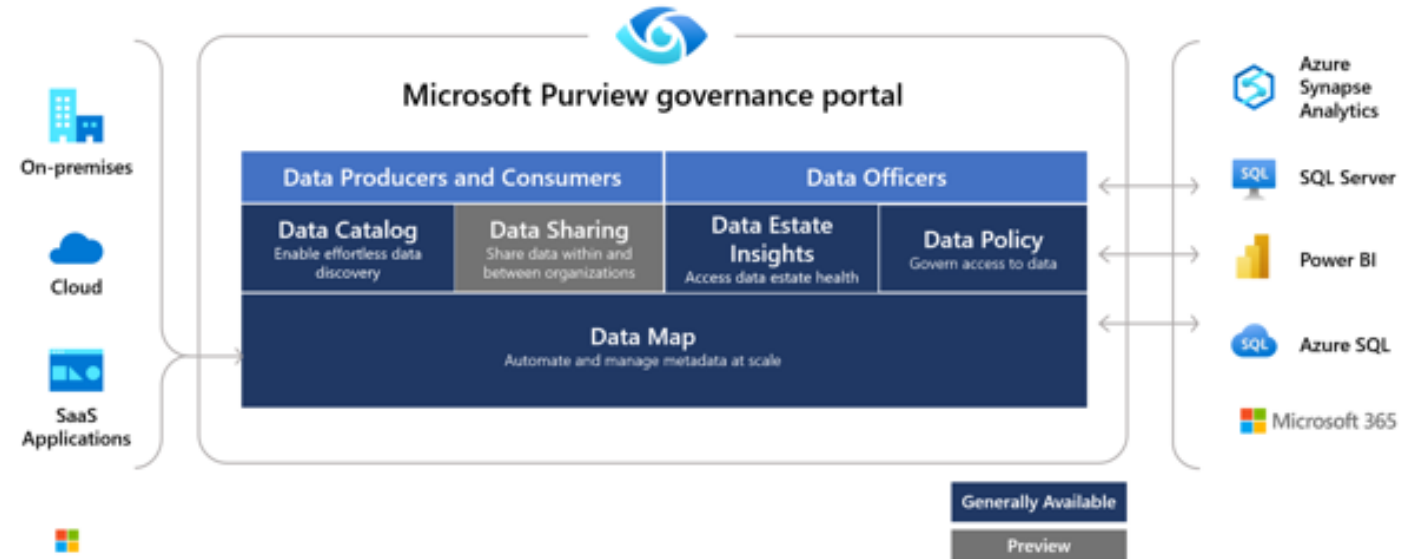 Microsoft Purview governance portal
On-premises
Cloud
SaaS
Applications
Data Producers and Consumers
Data Officers
Data Catalog
Enable effortless data
discovery
Data Sharing
Share data within and
between organizations
Data Estate
Insights
Access data estate health
Data Policy
Govern access to data
Data Map
Automate and manage metadata at scale
Azure
Synapse
Analytics
SQL
SQL Server
Power BI
SQL
Azure SQL
Microsoft 365
Generally Available
Preview